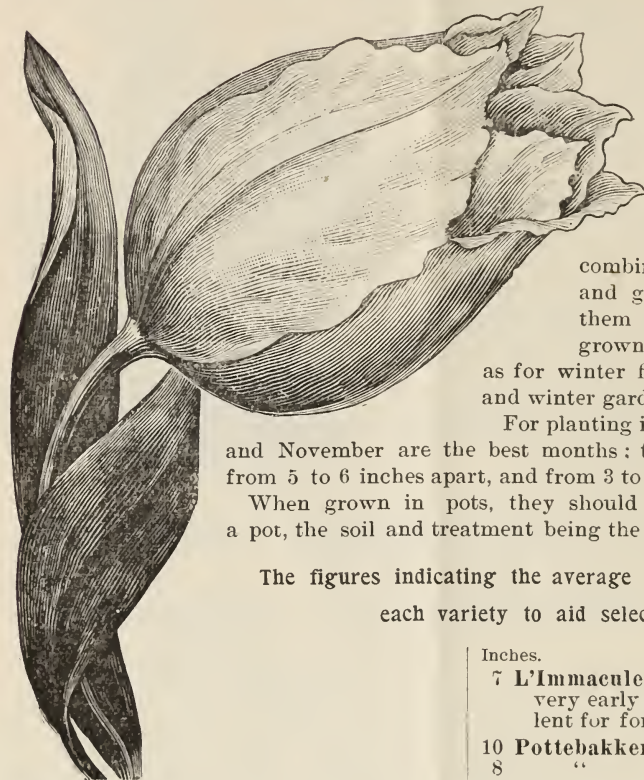 combin
and g
them
grown
as for winter f
and winter gard
For planting i
and November are the best months: t
from 5 to 6 inches apart, and from 3 to
When grown in pots, they should
a pot, the soil and treatment being the
The figures indicating the average
each variety to aid selec
Inches.
7 L'Immacule
very early
lent for for
10 Pottebakker
8 "